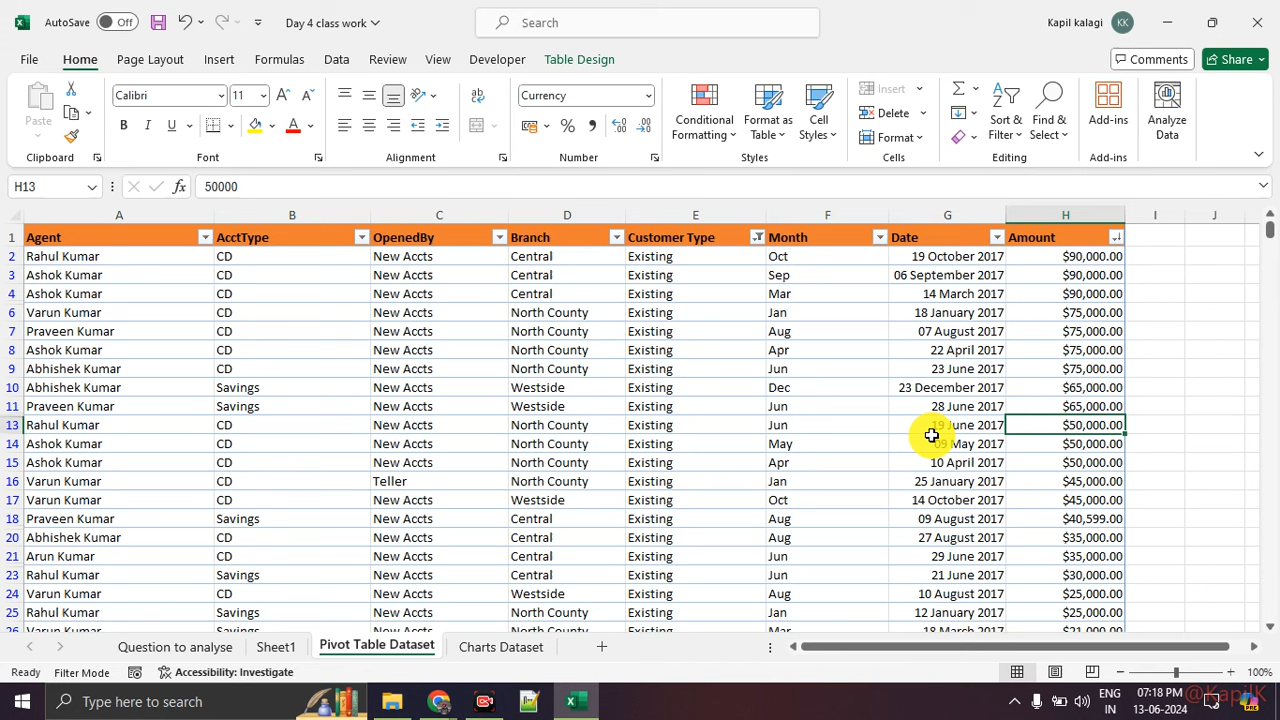 AutoSave Off Day 4 class work Search Kapil kalagi KK
File Home Page Layout Insert Formulas Data Review View Developer Table Design Comments Share
Paste Calibri 11 Currency Conditional Formatting Format as Table Cell Styles Insert Delete Format Sort & Filter Find & Select Add-ins Analyze Data
Clipboard Font Alignment Number Styles Cells Editing Add-ins
H13 50000
A B C D E F G H I J
1 Agent AcctType OpenedBy Branch Customer Type Month Date Amount
2 Rahul Kumar CD New Accts Central Existing Oct 19 October 2017 $90,000.00
3 Ashok Kumar CD New Accts Central Existing Sep 06 September 2017 $90,000.00
4 Ashok Kumar CD New Accts Central Existing Mar 14 March 2017 $90,000.00
6 Varun Kumar CD New Accts North County Existing Jan 18 January 2017 $75,000.00
7 Praveen Kumar CD New Accts North County Existing Aug 07 August 2017 $75,000.00
8 Ashok Kumar CD New Accts North County Existing Apr 22 April 2017 $75,000.00
9 Abhishek Kumar CD New Accts North County Existing Jun 23 June 2017 $75,000.00
10 Abhishek Kumar Savings New Accts Westside Existing Dec 23 December 2017 $65,000.00
11 Praveen Kumar Savings New Accts Westside Existing Jun 28 June 2017 $65,000.00
13 Rahul Kumar CD New Accts North County Existing Jun 19 June 2017 $50,000.00
14 Ashok Kumar CD New Accts North County Existing May 09 May 2017 $50,000.00
15 Ashok Kumar CD New Accts North County Existing Apr 10 April 2017 $50,000.00
16 Varun Kumar CD Teller North County Existing Jan 25 January 2017 $45,000.00
17 Varun Kumar CD New Accts Westside Existing Oct 14 October 2017 $45,000.00
18 Praveen Kumar Savings New Accts Central Existing Aug 09 August 2017 $40,599.00
20 Abhishek Kumar CD New Accts Central Existing Aug 27 August 2017 $35,000.00
21 Arun Kumar CD New Accts Central Existing Jun 29 June 2017 $35,000.00
23 Rahul Kumar Savings New Accts Central Existing Jun 21 June 2017 $30,000.00
24 Varun Kumar CD New Accts Westside Existing Aug 10 August 2017 $25,000.00
25 Rahul Kumar Savings New Accts North County Existing Jan 12 January 2017 $25,000.00
26 Varun Kumar Savings New Accts North County Existing Mar 18 March 2017 $21,000.00
Question to analyse Sheet1 Pivot Table Dataset Charts Dataset
Ready Filter Mode Accessibility: Investigate 100%
Type here to search ENG IN 07:18 PM 13-06-2024 @KapilK